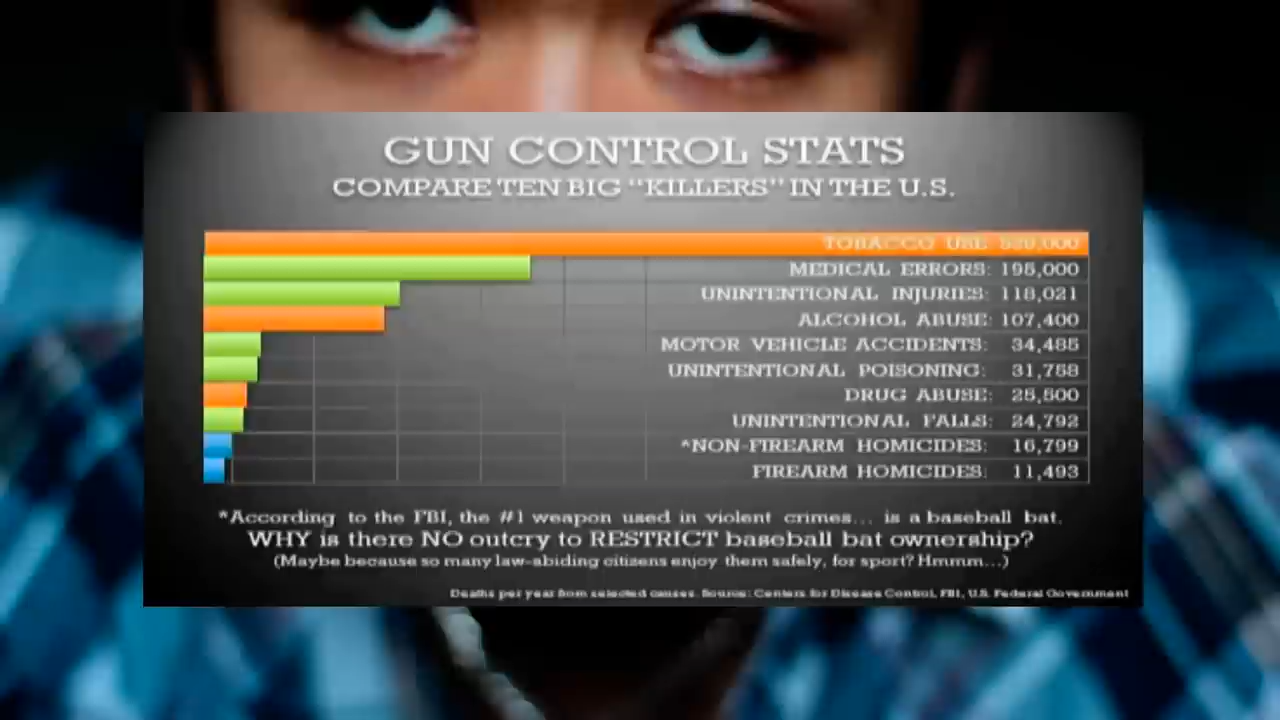 GUN CONTROL STATS
COMPARE TEN BIG "KILLERS" IN THE U.S.
TOBACCO USE 529,000
MEDICAL ERRORS: 195,000
UNINTENTIONAL INJURIES: 118,021
ALCOHOL ABUSE: 107,400
MOTOR VEHICLE ACCIDENTS: 34,485
UNINTENTIONAL POISONING: 31,758
DRUG ABUSE: 25,500
UNINTENTIONAL FALLS: 24,792
*NON-FIREARM HOMICIDES: 16,799
FIREARM HOMICIDES: 11,493
*According to the FBI, the #1 weapon used in violent crimes... is a baseball bat.
WHY is there NO outcry to RESTRICT baseball bat ownership?
(Maybe because so many law-abiding citizens enjoy them safely, for sport? Hmmm...)
Deaths per year from selected causes. Source: Centers for Disease Control, FBI, U.S. Federal Government